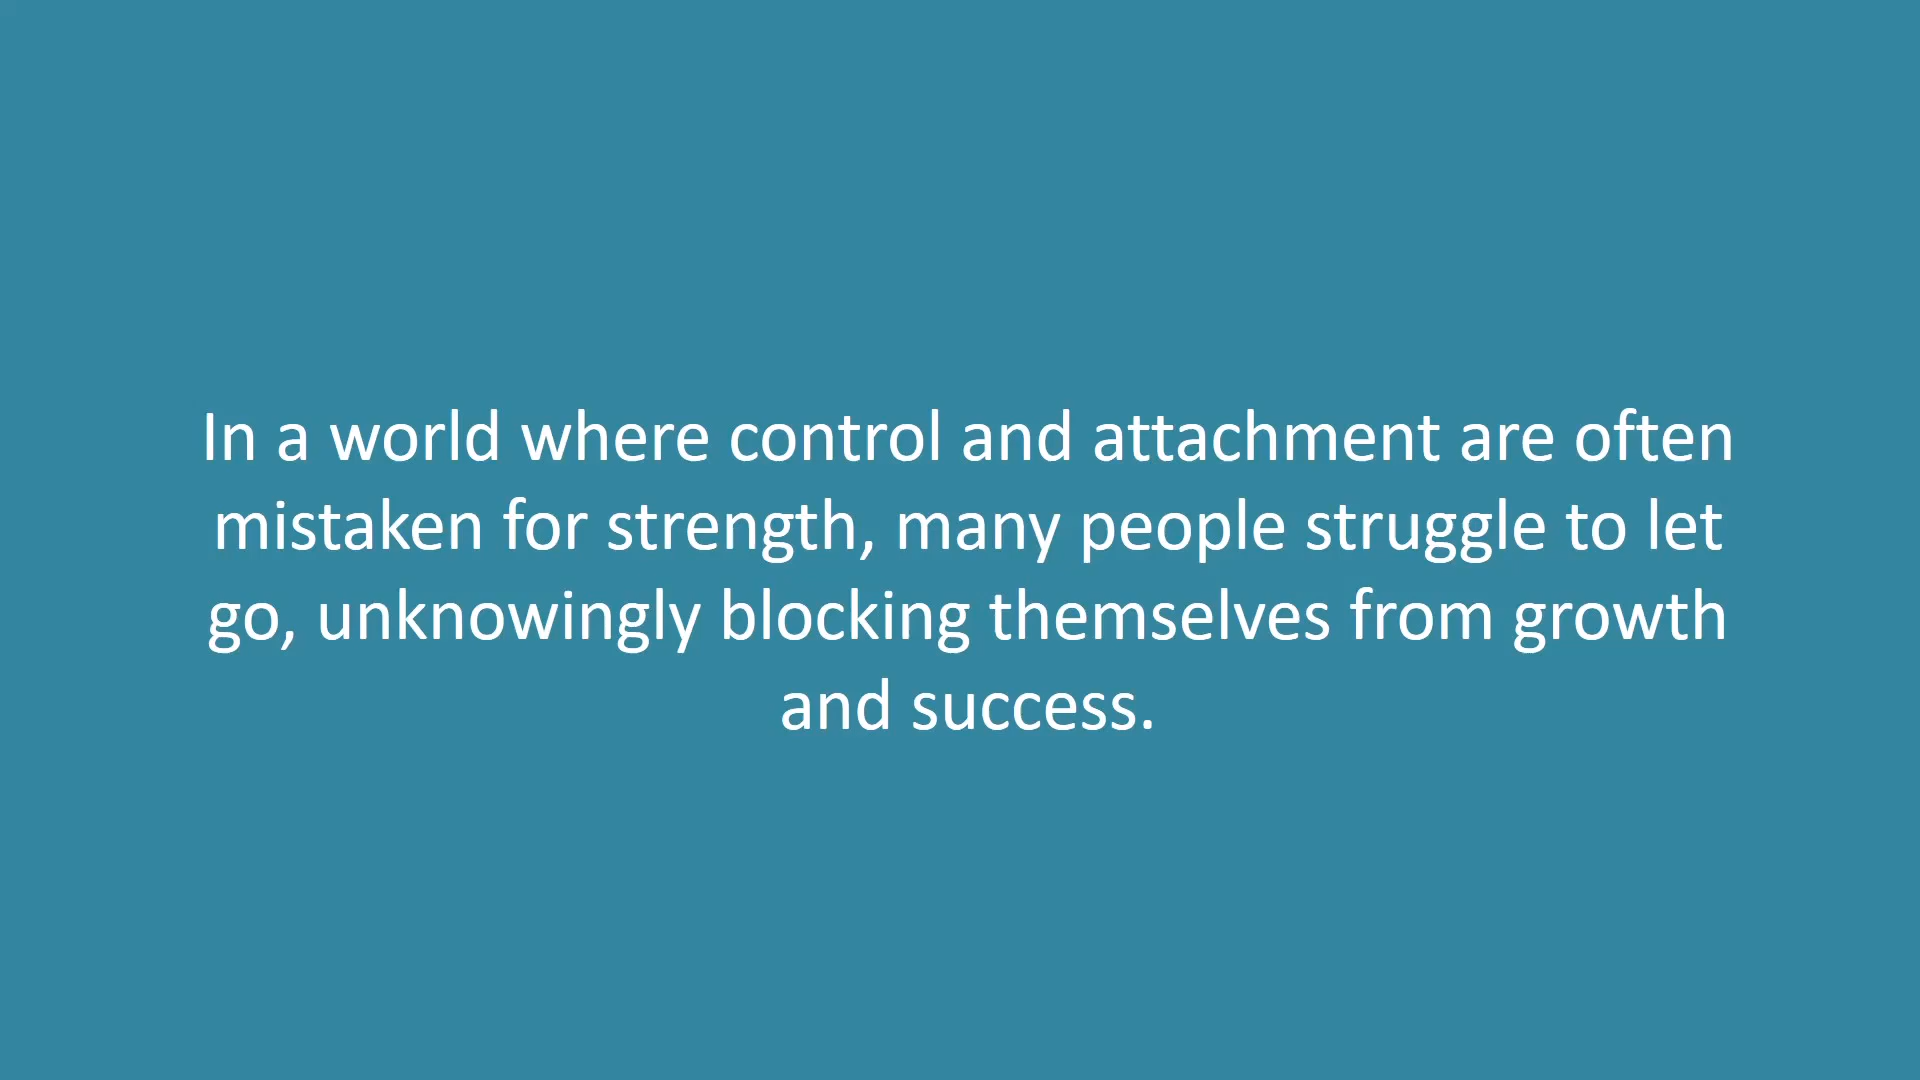 In a world where control and attachment are often
mistaken for strength, many people struggle to let
go, unknowingly blocking themselves from growth
and success.